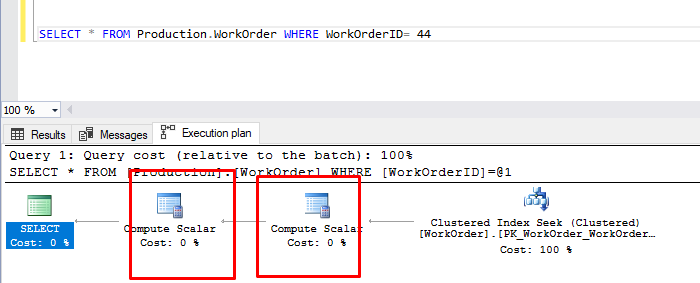 SELECT * FROM Production.WorkOrder WHERE WorkOrderID= 44
100 %
Results Messages Execution plan
Query 1: Query cost (relative to the batch): 100%
SELECT * FROM [Production].[WorkOrder] WHERE [WorkOrderID]=@1
SELECT
Cost: 0 %
Compute Scalar
Cost: 0 %
Compute Scalar
Cost: 0 %
Clustered Index Seek (Clustered)
[WorkOrder].[PK_WorkOrder_WorkOrder…
Cost: 100 %